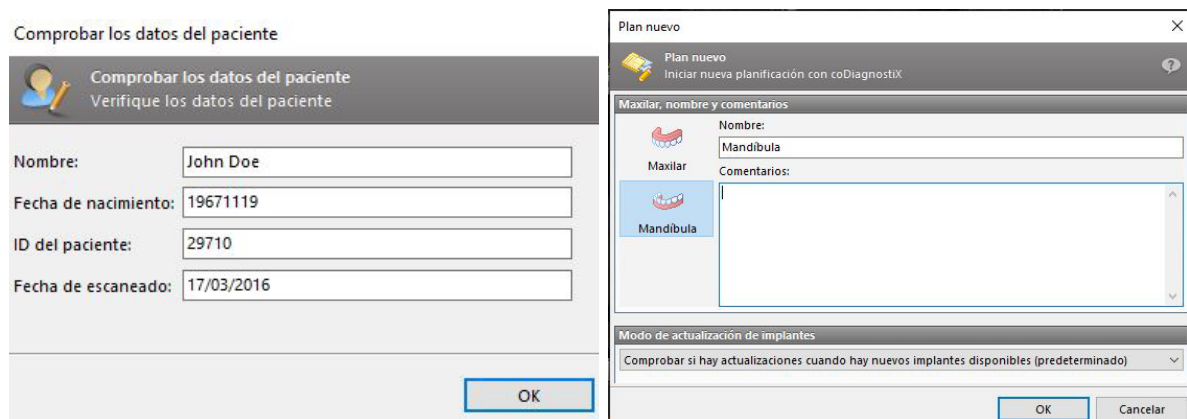 Comprobar los datos del paciente
Comprobar los datos del paciente
Verifique los datos del paciente
Nombre: John Doe
Fecha de nacimiento: 19671119
ID del paciente: 29710
Fecha de escaneado: 17/03/2016
OK
Plan nuevo
Plan nuevo
Iniciar nueva planificación con coDiagnostiX
Maxilar, nombre y comentarios
Maxilar
Mandíbula
Nombre:
Mandíbula
Comentarios:
Modo de actualización de implantes
Comprobar si hay actualizaciones cuando hay nuevos implantes disponibles (predeterminado)
OK Cancelar